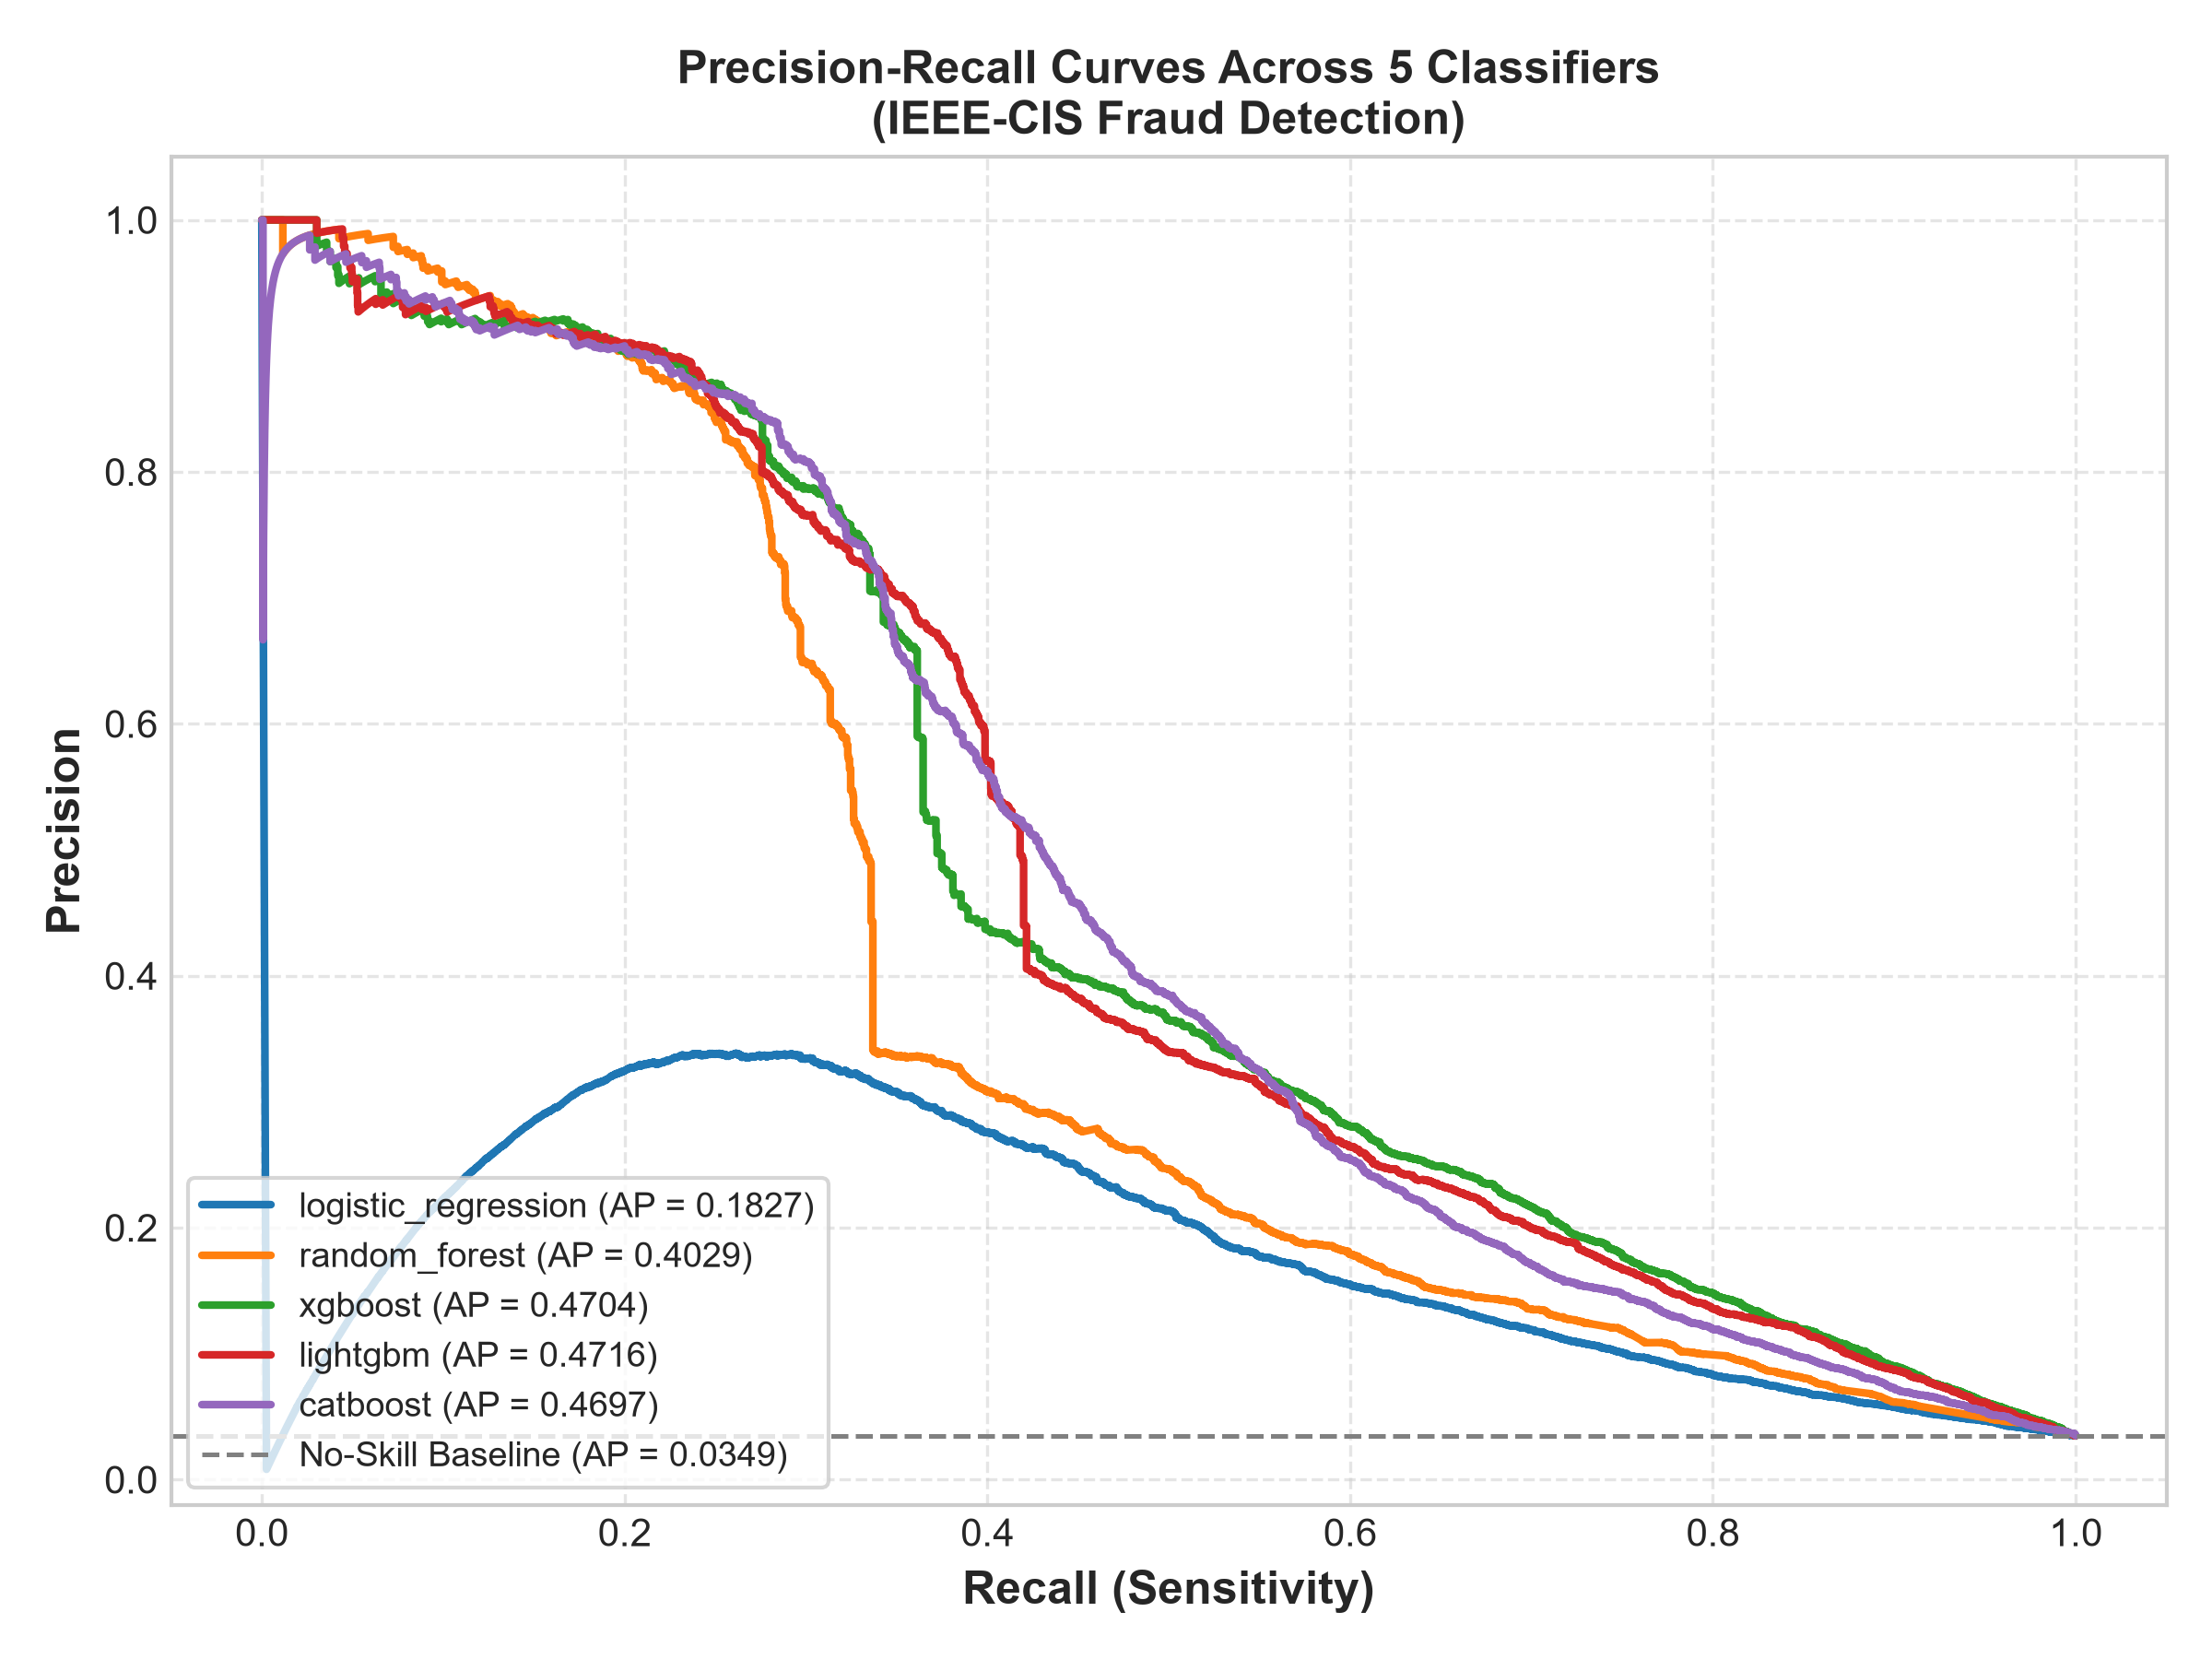 Precision-Recall Curves Across 5 Classifiers
(IEEE-CIS Fraud Detection)
Precision
1.0
0.8
0.6
0.4
0.2
0.0
logistic_regression (AP = 0.1827)
random_forest (AP = 0.4029)
xgboost (AP = 0.4704)
lightgbm (AP = 0.4716)
catboost (AP = 0.4697)
No-Skill Baseline (AP = 0.0349)
0.0 0.2 0.4 0.6 0.8 1.0
Recall (Sensitivity)